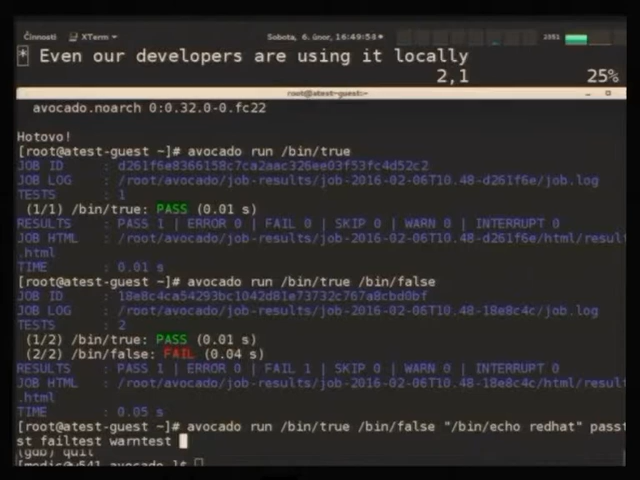 Činnosti XTerm Sobota, 6. únor, 16:49:58
* Even our developers are using it locally
2,1 25%
root@atest-guest:~
avocado.noarch 0:0.32.0-0.fc22
Hotovo!
[root@atest-guest ~]# avocado run /bin/true
JOB ID : d261f6e8366158c7ca2aac326ee03f53fc4d52c2
JOB LOG : /root/avocado/job-results/job-2016-02-06T10.48-d261f6e/job.log
TESTS : 1
(1/1) /bin/true: PASS (0.01 s)
RESULTS : PASS 1 | ERROR 0 | FAIL 0 | SKIP 0 | WARN 0 | INTERRUPT 0
JOB HTML : /root/avocado/job-results/job-2016-02-06T10.48-d261f6e/html/result
.html
TIME : 0.01 s
[root@atest-guest ~]# avocado run /bin/true /bin/false
JOB ID : 18e8c4ca54293bc1042d81e73732c767a8cbd0bf
JOB LOG : /root/avocado/job-results/job-2016-02-06T10.48-18e8c4c/job.log
TESTS : 2
(1/2) /bin/true: PASS (0.01 s)
(2/2) /bin/false: FAIL (0.04 s)
RESULTS : PASS 1 | ERROR 0 | FAIL 1 | SKIP 0 | WARN 0 | INTERRUPT 0
JOB HTML : /root/avocado/job-results/job-2016-02-06T10.48-18e8c4c/html/result
.html
TIME : 0.05 s
[root@atest-guest ~]# avocado run /bin/true /bin/false "/bin/echo redhat" passt
st failtest warntest
(gdb) quit